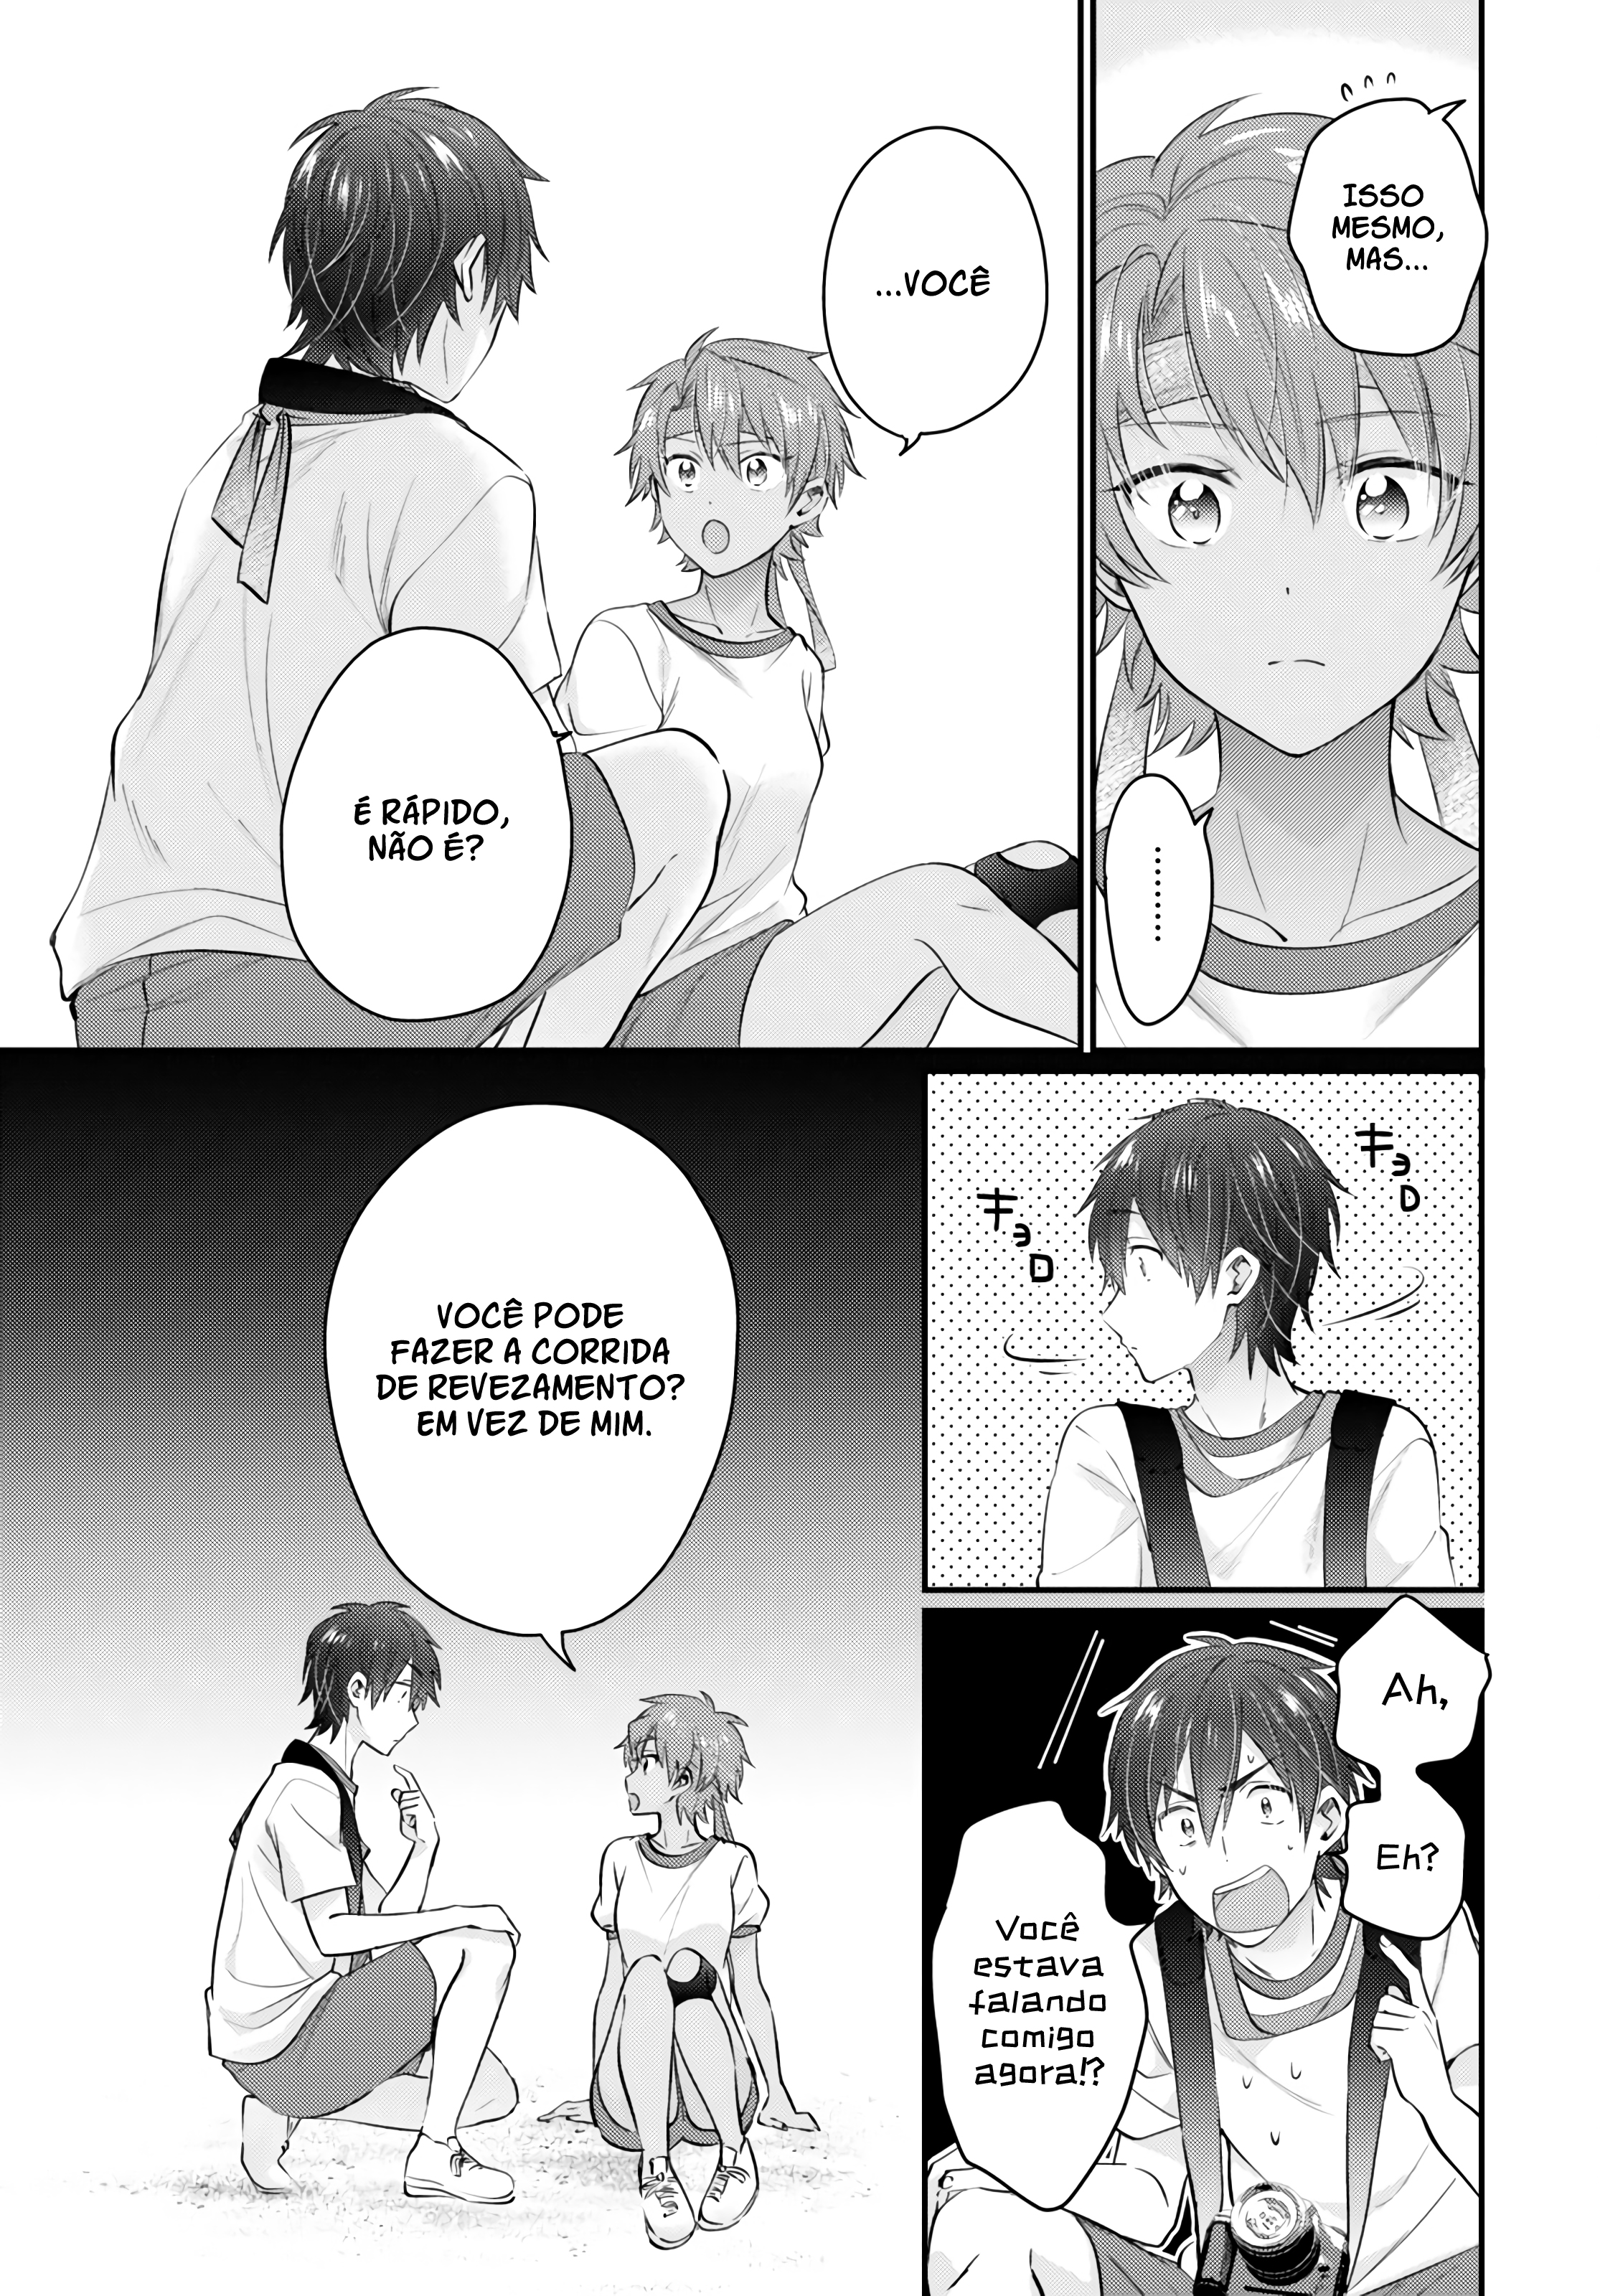 ISSO
MESMO,
MAS...
.........
...VOCÊ
É RÁPIDO,
NÃO É?
キョロ
キョロ
Ah,
Eh?
Você
estava
falando
comigo
agora!?
VOCÊ PODE
FAZER A CORRIDA
DE REVEZAMENTO?
EM VEZ DE MIM.